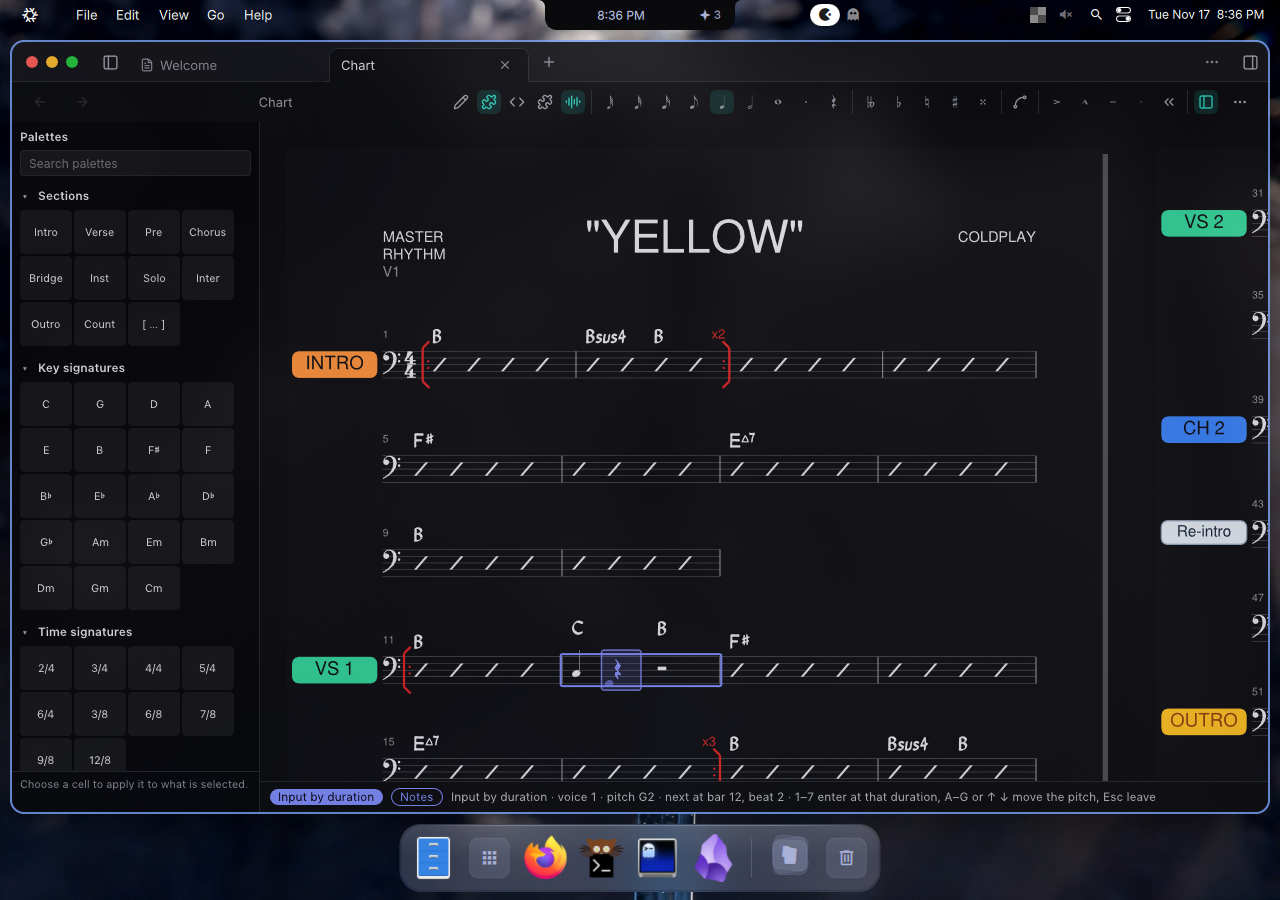 File Edit View Go Help
8:36 PM
3
Tue Nov 17 8:36 PM
Welcome
Chart
Chart
Palettes
Search palettes
Sections
Intro Verse Pre Chorus
Bridge Inst Solo Inter
Outro Count [ ... ]
Key signatures
C G D A
E B F♯ F
B♭ E♭ A♭ D♭
G♭ Am Em Bm
Dm Gm Cm
Time signatures
2/4 3/4 4/4 5/4
6/4 3/8 6/8 7/8
9/8 12/8
Choose a cell to apply it to what is selected.
"YELLOW"
MASTER
RHYTHM
V1
COLDPLAY
1 B Bsus4 B x2
INTRO 4/4
5 F# E△7
9 B
11 B C B F#
VS 1
15 E△7 x3 B Bsus4 B
31
VS 2
35
39
CH 2
43
Re-intro
47
51
OUTRO
Input by duration Notes Input by duration · voice 1 · pitch G2 · next at bar 12, beat 2 · 1–7 enter at that duration, A–G or ↑ ↓ move the pitch, Esc leave